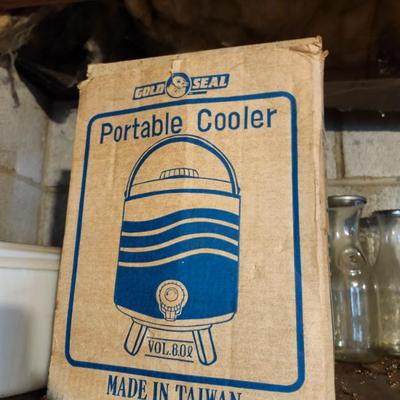 GOLD SEAL
Portable Cooler
VOL.8.0ℓ
MADE IN TAIWAN